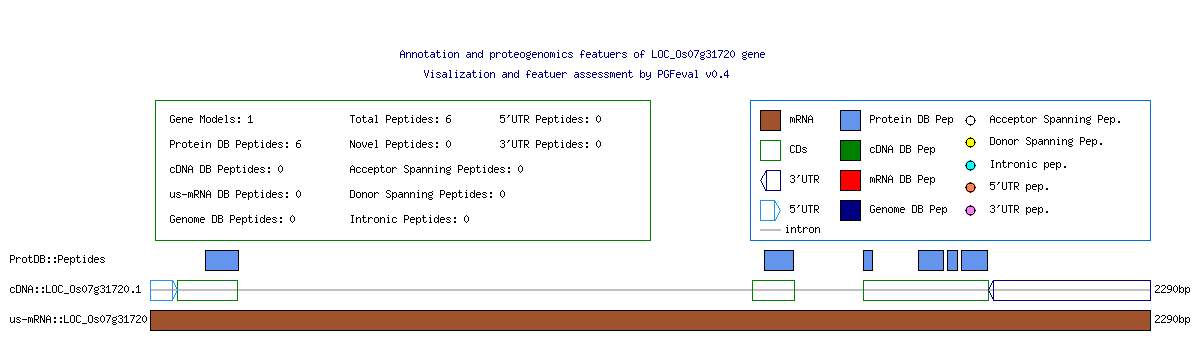 Annotation and proteogenomics featuers of LOC_Os07g31720 gene
Visalization and featuer assessment by PGFeval v0.4
Gene Models: 1 Total Peptides: 6 5'UTR Peptides: 0
Protein DB Peptides: 6 Novel Peptides: 0 3'UTR Peptides: 0
cDNA DB Peptides: 0 Acceptor Spanning Peptides: 0
us-mRNA DB Peptides: 0 Donor Spanning Peptides: 0
Genome DB Peptides: 0 Intronic Peptides: 0
mRNA Protein DB Pep Acceptor Spanning Pep.
CDs cDNA DB Pep Donor Spanning Pep.
3'UTR mRNA DB Pep Intronic pep.
5'UTR Genome DB Pep 5'UTR pep.
intron 3'UTR pep.
ProtDB::Peptides
cDNA::LOC_Os07g31720.1 2290bp
us-mRNA::LOC_Os07g31720 2290bp